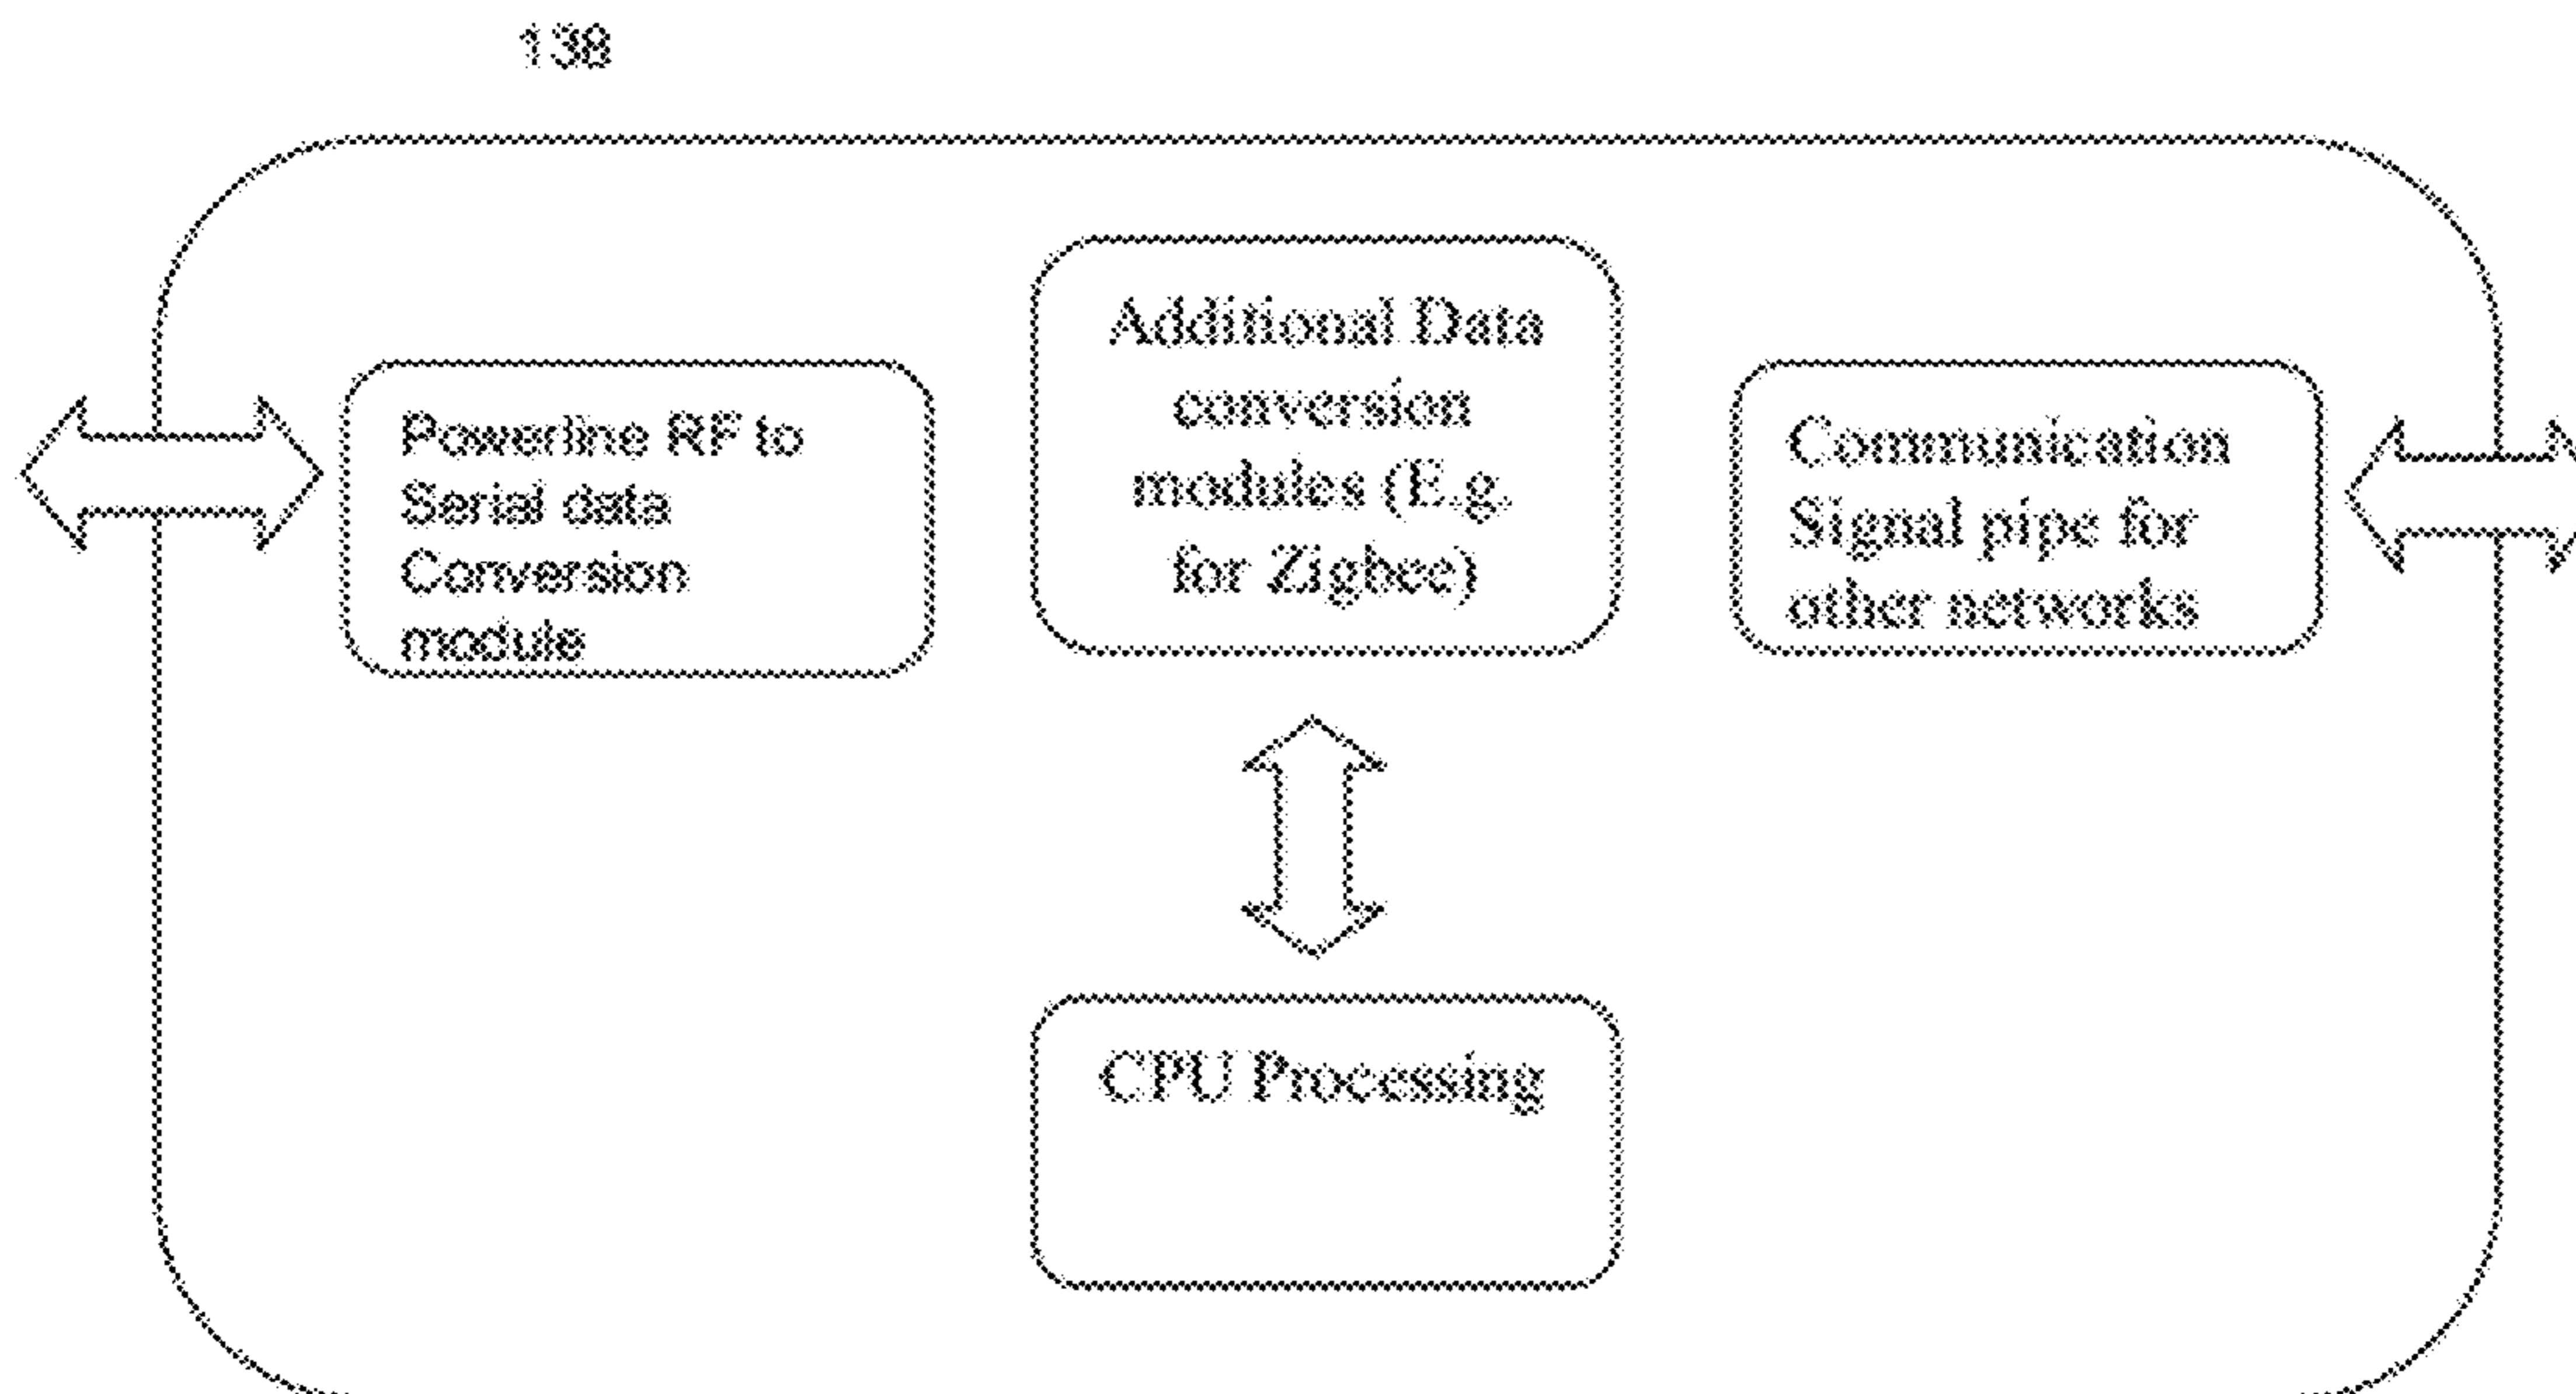 138
Powerline RF to
Serial data
Conversion
module
Additional Data
conversion
modules (E.g.
for Zigbee)
Communication
Signal pipe for
other networks
CPU Processing